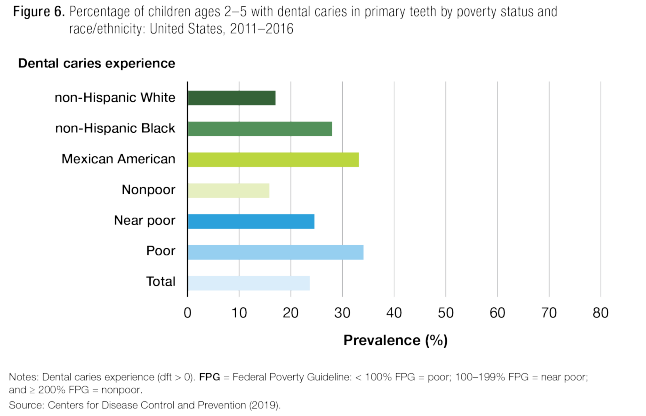 Figure 6. Percentage of children ages 2–5 with dental caries in primary teeth by poverty status and
race/ethnicity: United States, 2011–2016
Dental caries experience
non-Hispanic White
non-Hispanic Black
Mexican American
Nonpoor
Near poor
Poor
Total
0 10 20 30 40 50 60 70 80
Prevalence (%)
Notes: Dental caries experience (dft > 0). FPG = Federal Poverty Guideline: < 100% FPG = poor; 100–199% FPG = near poor;
and ≥ 200% FPG = nonpoor.
Source: Centers for Disease Control and Prevention (2019).